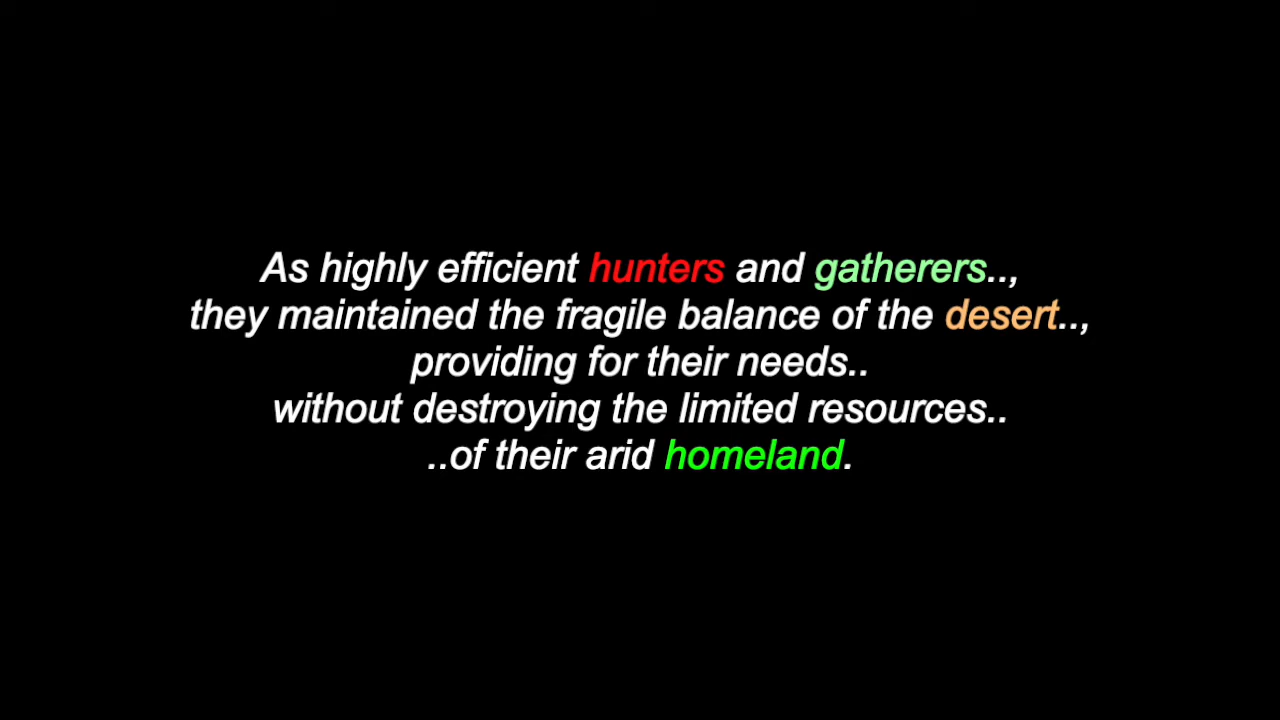 As highly efficient hunters and gatherers..,
they maintained the fragile balance of the desert..,
providing for their needs..
without destroying the limited resources..
..of their arid homeland.